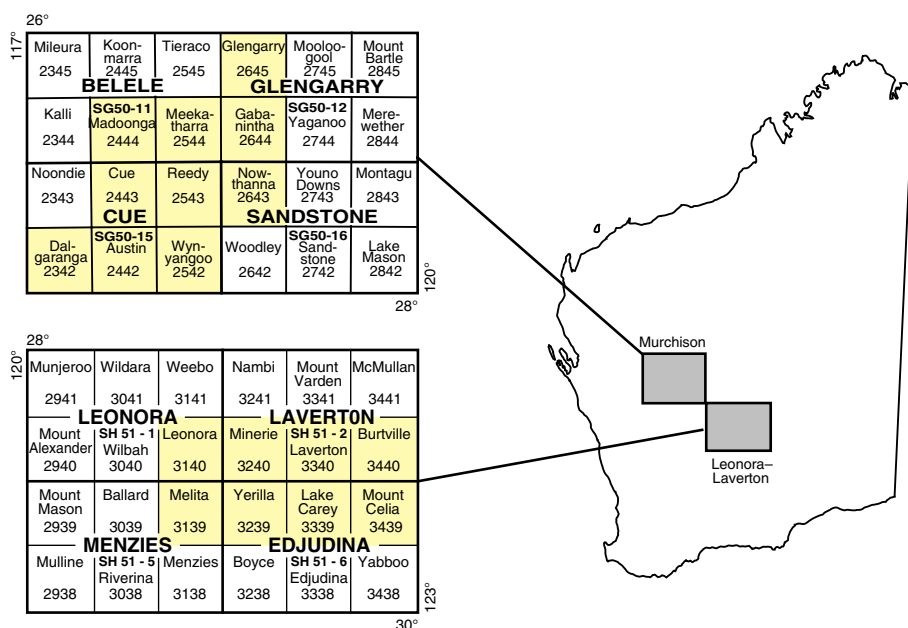 26°
117°
Mileura Koon- Tieraco Glengarry Mooloo- Mount
marra gool Bartle
2345 2445 2545 2645 2745 2845
BELELE GLENGARRY
Kalli SG50-11 Meeka- Gaba- SG50-12 Mere-
Madoonga tharra nintha Yaganoo wether
2344 2444 2544 2644 2744 2844
Noondie Cue Reedy Now- Youno Montagu
thanna Downs
2343 2443 2543 2643 2743 2843
CUE SANDSTONE
Dal- SG50-15 Wyn- Woodley SG50-16 Lake
garanga Austin yangoo Sand- Mason
stone
2342 2442 2542 2642 2742 2842
120°
28°
28°
120°
Munjeroo Wildara Weebo Nambi Mount McMullan
Varden
2941 3041 3141 3241 3341 3441
LEONORA LAVERT0N
Mount SH 51 - 1 Leonora Minerie SH 51 - 2 Burtville
Alexander Wilbah Laverton
2940 3040 3140 3240 3340 3440
Mount Ballard Melita Yerilla Lake Mount
Mason Carey Celia
2939 3039 3139 3239 3339 3439
MENZIES EDJUDINA
Mulline SH 51 - 5 Menzies Boyce SH 51 - 6 Yabboo
Riverina Edjudina
2938 3038 3138 3238 3338 3438
123°
30°
Murchison
Leonora–
Laverton